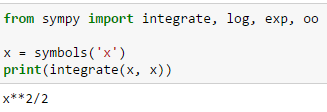 from sympy import integrate, log, exp, oo
x = symbols('x')
print(integrate(x, x))
x**2/2